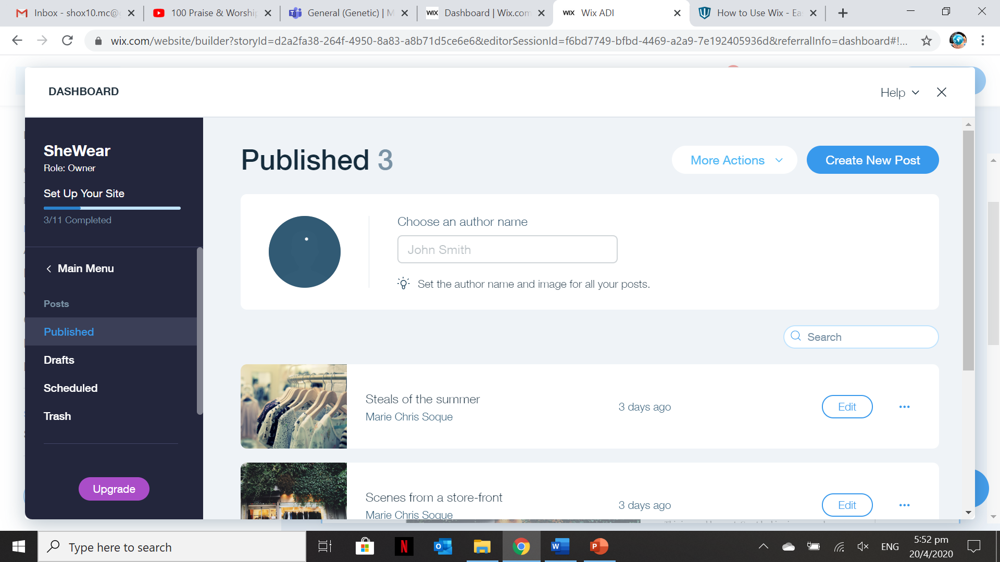 Inbox - shox10.mc@
100 Praise & Worship
General (Genetic) | M
WIX Dashboard | Wix.com
WIX Wix ADI
How to Use Wix - Eas
wix.com/website/builder?storyId=d2a2fa38-264f-4950-8a83-a8b71d5ce6e6&editorSessionId=f6bd7749-bfbd-4469-a2a9-7e192405936d&referralInfo=dashboard#!...
DASHBOARD
Help
SheWear
Role: Owner
Set Up Your Site
3/11 Completed
Main Menu
Posts
Published
Drafts
Scheduled
Trash
Upgrade
Published 3
More Actions
Create New Post
Choose an author name
John Smith
Set the author name and image for all your posts.
Search
Steals of the summer
Marie Chris Soque
3 days ago
Edit
Scenes from a store-front
Marie Chris Soque
3 days ago
Edit
Type here to search
ENG
5:52 pm
20/4/2020